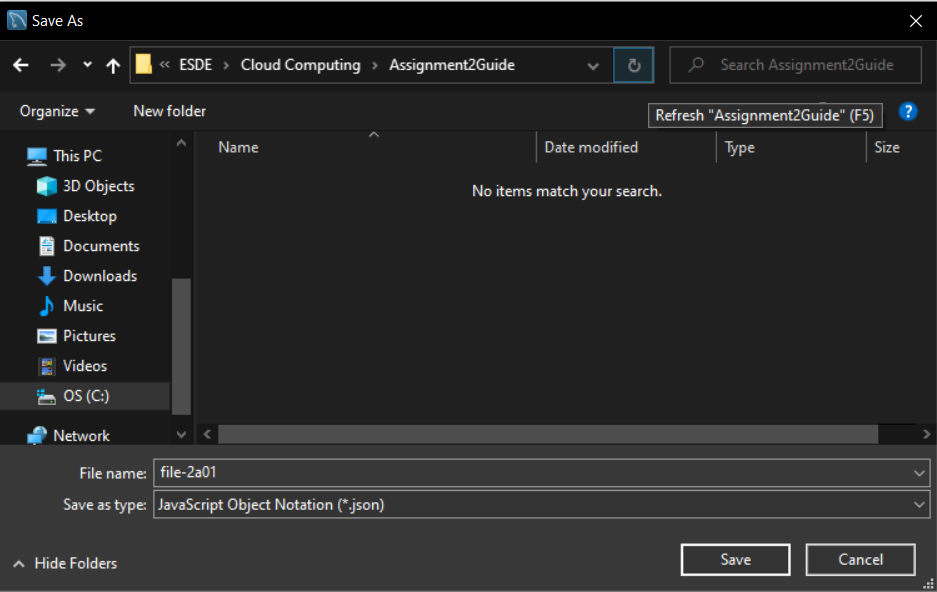 Save As
« ESDE › Cloud Computing › Assignment2Guide
Search Assignment2Guide
Organize
New folder
Refresh "Assignment2Guide" (F5)
?
Name
Date modified
Type
Size
No items match your search.
This PC
3D Objects
Desktop
Documents
Downloads
Music
Pictures
Videos
OS (C:)
Network
File name: file-2a01
Save as type: JavaScript Object Notation (*.json)
Hide Folders
Save
Cancel